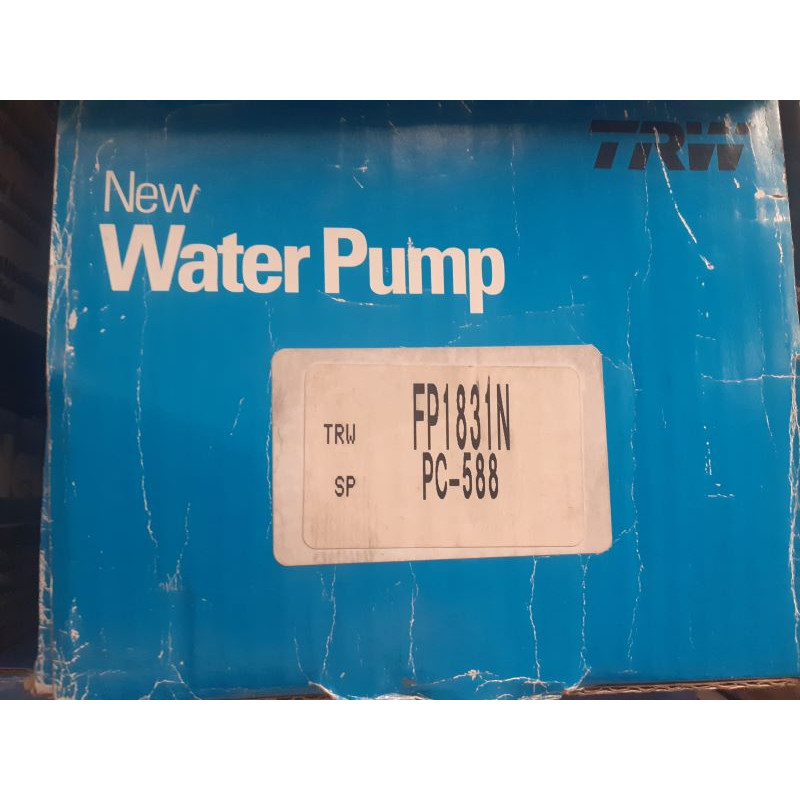 TRW
New
Water Pump
TRW FP1831N
SP PC-588